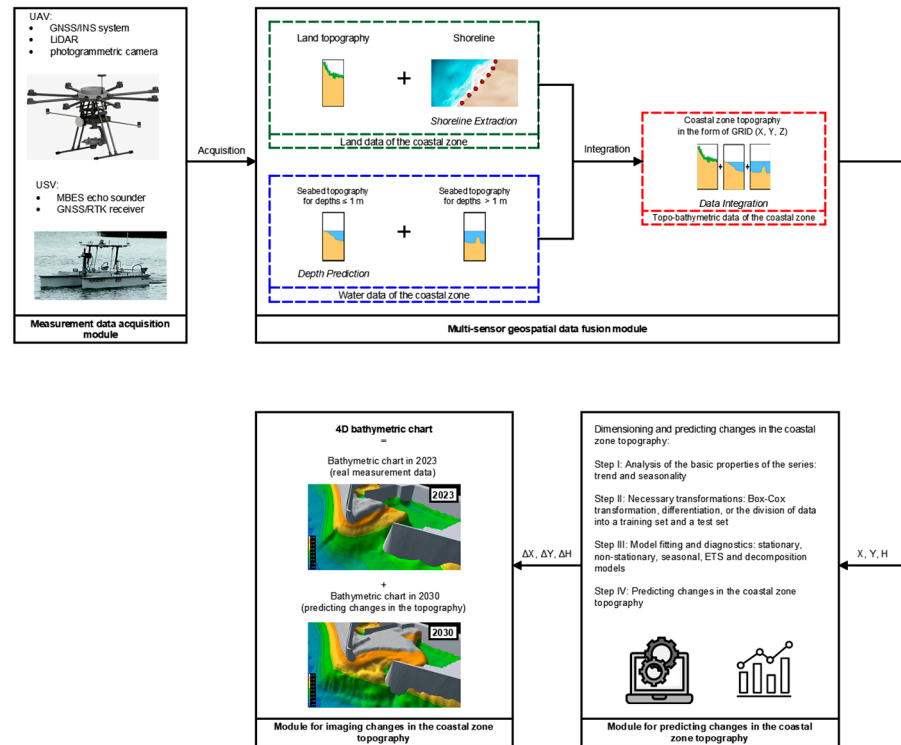 UAV:
• GNSS/INS system
• LiDAR
• photogrammetric camera
USV:
• MBES echo sounder
• GNSS/RTK receiver
Measurement data acquisition
module
Acquisition
Land topography
+
Shoreline
Shoreline Extraction
Land data of the coastal zone
Seabed topography
for depths ≤ 1 m
+
Seabed topography
for depths > 1 m
Depth Prediction
Water data of the coastal zone
Integration
Coastal zone topography
in the form of GRID (X, Y, Z)
+ +
Data Integration
Topo-bathymetric data of the coastal zone
Multi-sensor geospatial data fusion module
X, Y, H
Dimensioning and predicting changes in the coastal
zone topography:
Step I: Analysis of the basic properties of the series:
trend and seasonality
Step II: Necessary transformations: Box-Cox
transformation, differentiation, or the division of data
into a training set and a test set
Step III: Model fitting and diagnostics: stationary,
non-stationary, seasonal, ETS and decomposition
models
Step IV: Predicting changes in the coastal zone
topography
Module for predicting changes in the coastal
zone topography
ΔX, ΔY, ΔH
4D bathymetric chart
=
Bathymetric chart in 2023
(real measurement data)
2023
+
Bathymetric chart in 2030
(predicting changes in the topography)
2030
Module for imaging changes in the coastal zone
topography